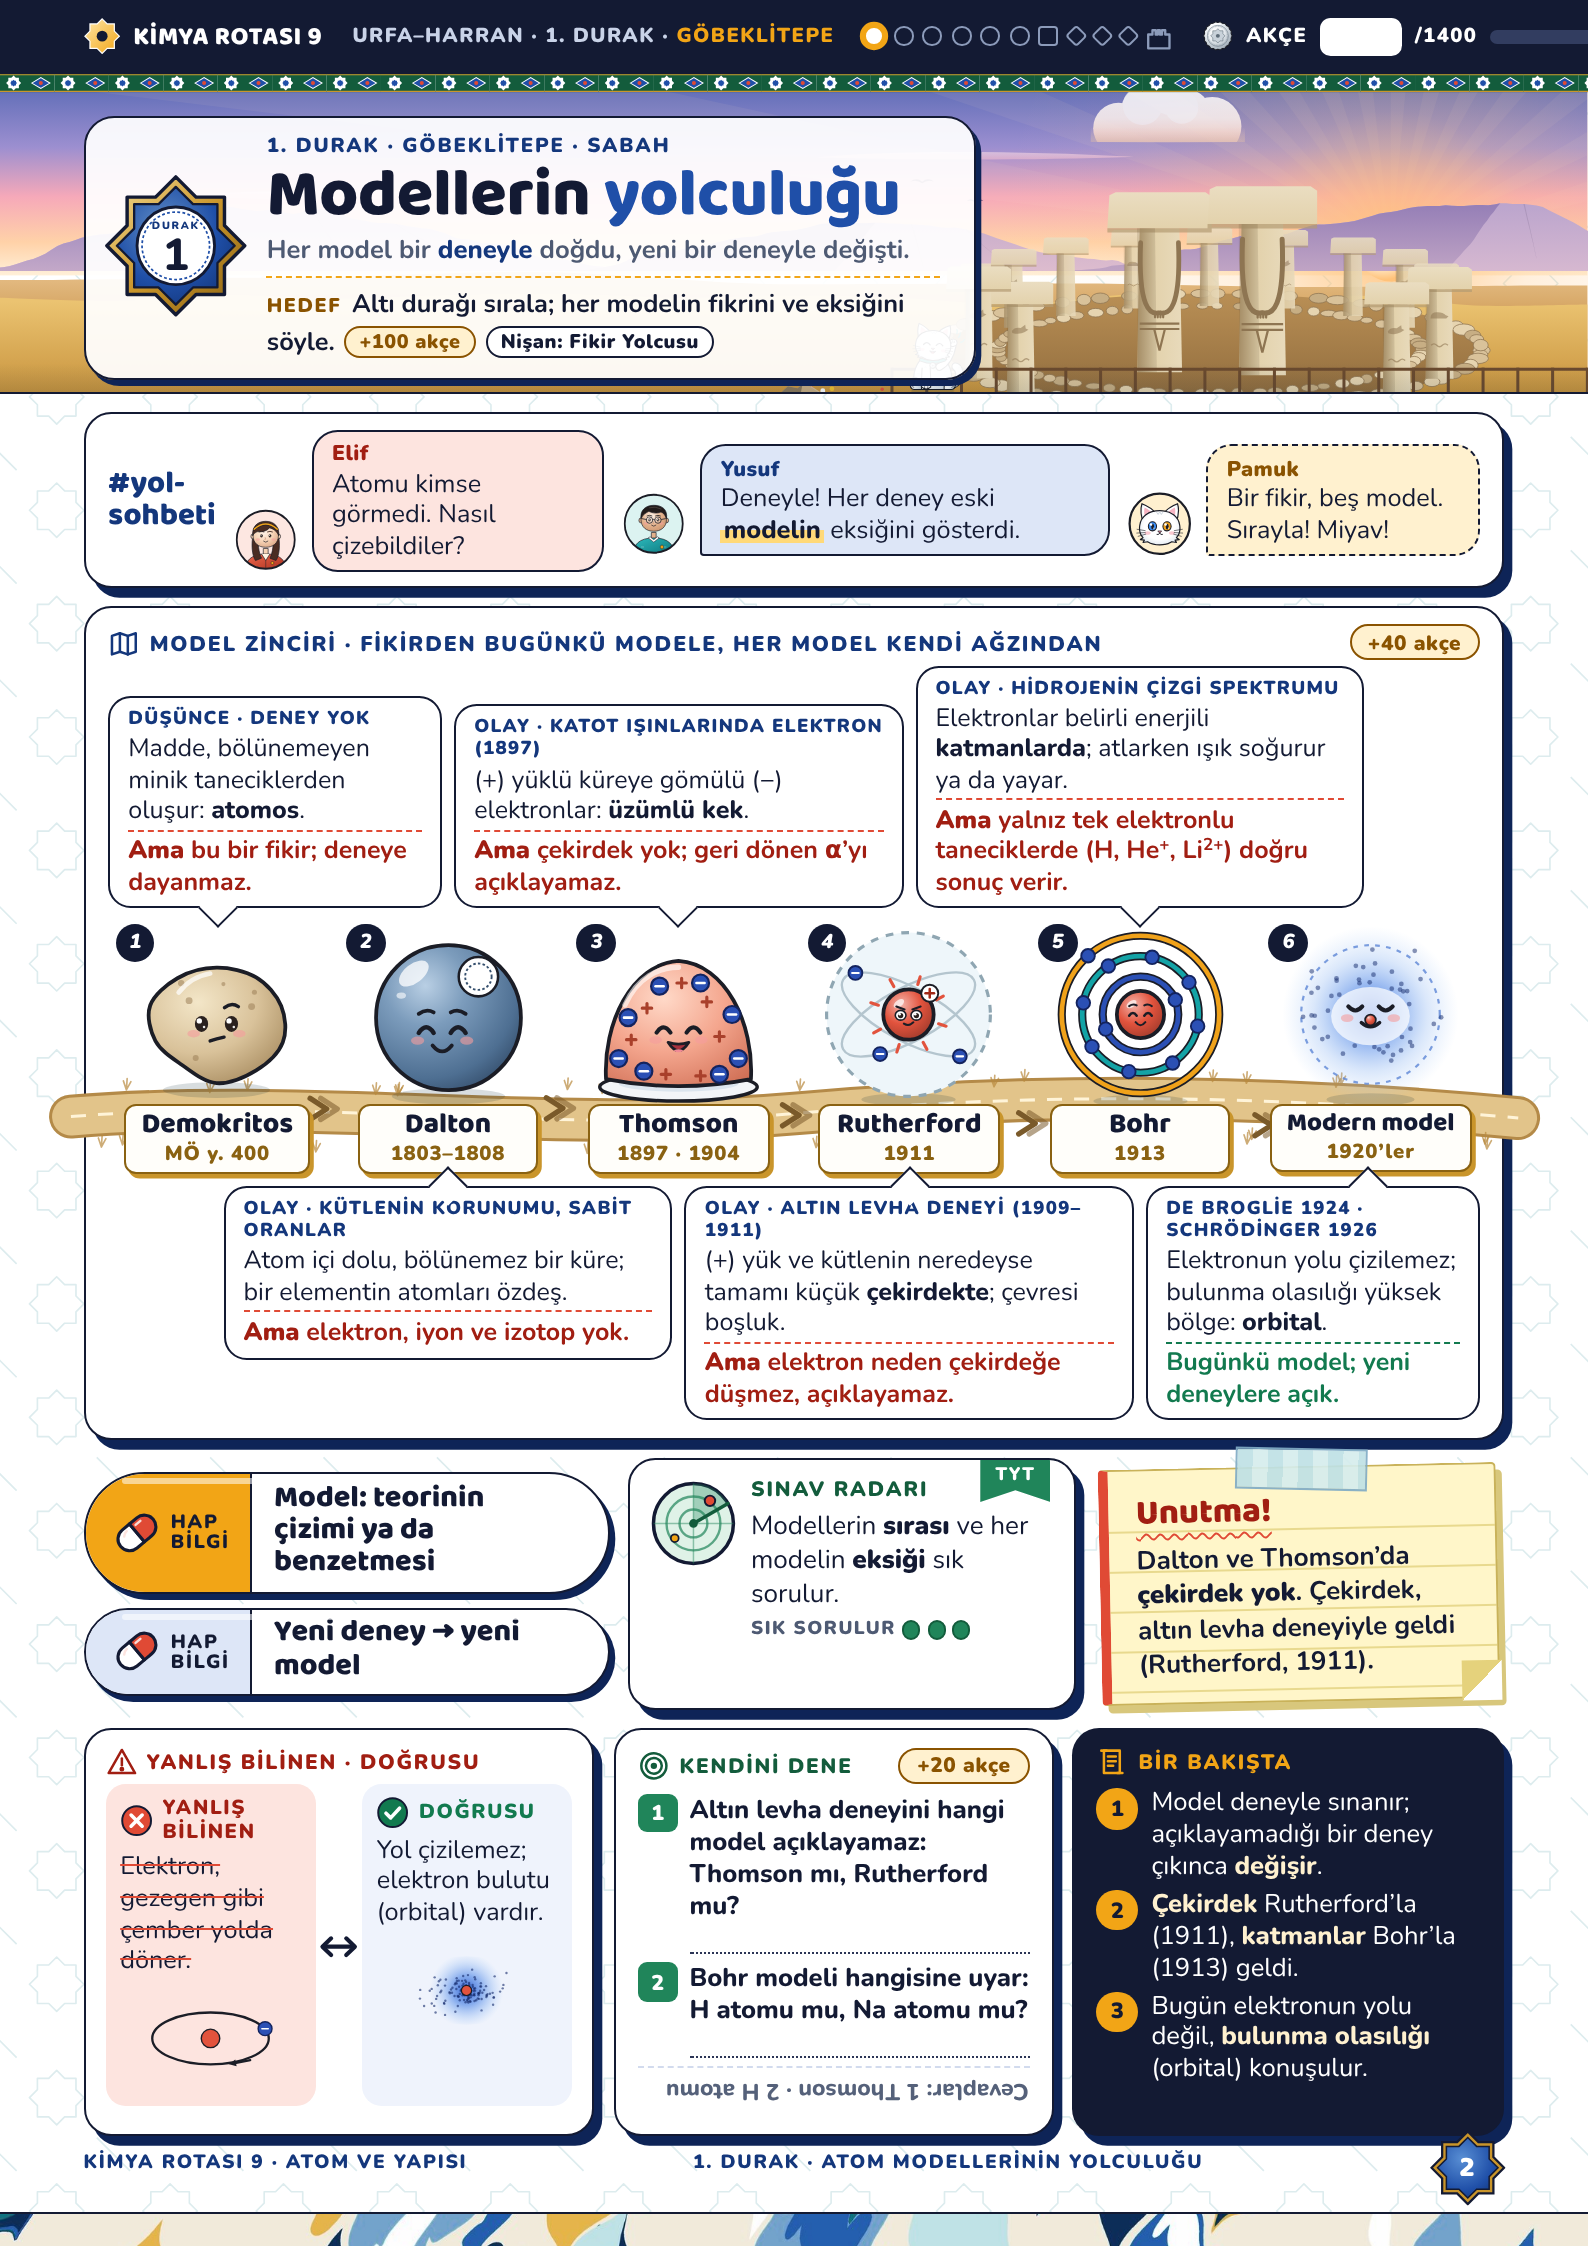 KİMYA ROTASI 9
URFA–HARRAN · 1. DURAK · GÖBEKLİTEPE
AKÇE /1400
1. DURAK · GÖBEKLİTEPE · SABAH
DURAK
1
Modellerin yolculuğu
Her model bir deneyle doğdu, yeni bir deneyle değişti.
HEDEF Altı durağı sırala; her modelin fikrini ve eksiğini
söyle. +100 akçe Nişan: Fikir Yolcusu
#yol-
sohbeti
Elif
Atomu kimse
görmedi. Nasıl
çizebildiler?
Yusuf
Deneyle! Her deney eski
modelin eksiğini gösterdi.
Pamuk
Bir fikir, beş model.
Sırayla! Miyav!
MODEL ZİNCİRİ · FİKİRDEN BUGÜNKÜ MODELE, HER MODEL KENDİ AĞZINDAN
+40 akçe
DÜŞÜNCE · DENEY YOK
Madde, bölünemeyen
minik taneciklerden
oluşur: atomos.
Ama bu bir fikir; deneye
dayanmaz.
OLAY · KATOT IŞINLARINDA ELEKTRON
(1897)
(+) yüklü küreye gömülü (−)
elektronlar: üzümlü kek.
Ama çekirdek yok; geri dönen α’yı
açıklayamaz.
OLAY · HİDROJENİN ÇİZGİ SPEKTRUMU
Elektronlar belirli enerjili
katmanlarda; atlarken ışık soğurur
ya da yayar.
Ama yalnız tek elektronlu
taneciklerde (H, He⁺, Li²⁺) doğru
sonuç verir.
1
2
3
4
5
6
Demokritos
MÖ y. 400
Dalton
1803–1808
Thomson
1897 · 1904
Rutherford
1911
Bohr
1913
Modern model
1920’ler
OLAY · KÜTLENİN KORUNUMU, SABİT
ORANLAR
Atom içi dolu, bölünemez bir küre;
bir elementin atomları özdeş.
Ama elektron, iyon ve izotop yok.
OLAY · ALTIN LEVHA DENEYİ (1909–
1911)
(+) yük ve kütlenin neredeyse
tamamı küçük çekirdekte; çevresi
boşluk.
Ama elektron neden çekirdeğe
düşmez, açıklayamaz.
DE BROGLİE 1924 ·
SCHRÖDİNGER 1926
Elektronun yolu çizilemez;
bulunma olasılığı yüksek
bölge: orbital.
Bugünkü model; yeni
deneylere açık.
HAP
BİLGİ
Model: teorinin
çizimi ya da
benzetmesi
HAP
BİLGİ
Yeni deney → yeni
model
SINAV RADARI
TYT
Modellerin sırası ve her
modelin eksiği sık
sorulur.
SIK SORULUR
Unutma!
Dalton ve Thomson’da
çekirdek yok. Çekirdek,
altın levha deneyiyle geldi
(Rutherford, 1911).
YANLIŞ BİLİNEN · DOĞRUSU
YANLIŞ
BİLİNEN
Elektron,
gezegen gibi
çember yolda
döner.
DOĞRUSU
Yol çizilemez;
elektron bulutu
(orbital) vardır.
KENDİNİ DENE
+20 akçe
1 Altın levha deneyini hangi
model açıklayamaz:
Thomson mı, Rutherford
mu?
2 Bohr modeli hangisine uyar:
H atomu mu, Na atomu mu?
Cevaplar: 1 Thomson · 2 H atomu
BİR BAKIŞTA
1 Model deneyle sınanır;
açıklayamadığı bir deney
çıkınca değişir.
2 Çekirdek Rutherford’la
(1911), katmanlar Bohr’la
(1913) geldi.
3 Bugün elektronun yolu
değil, bulunma olasılığı
(orbital) konuşulur.
KİMYA ROTASI 9 · ATOM VE YAPISI
1. DURAK · ATOM MODELLERİNİN YOLCULUĞU
2